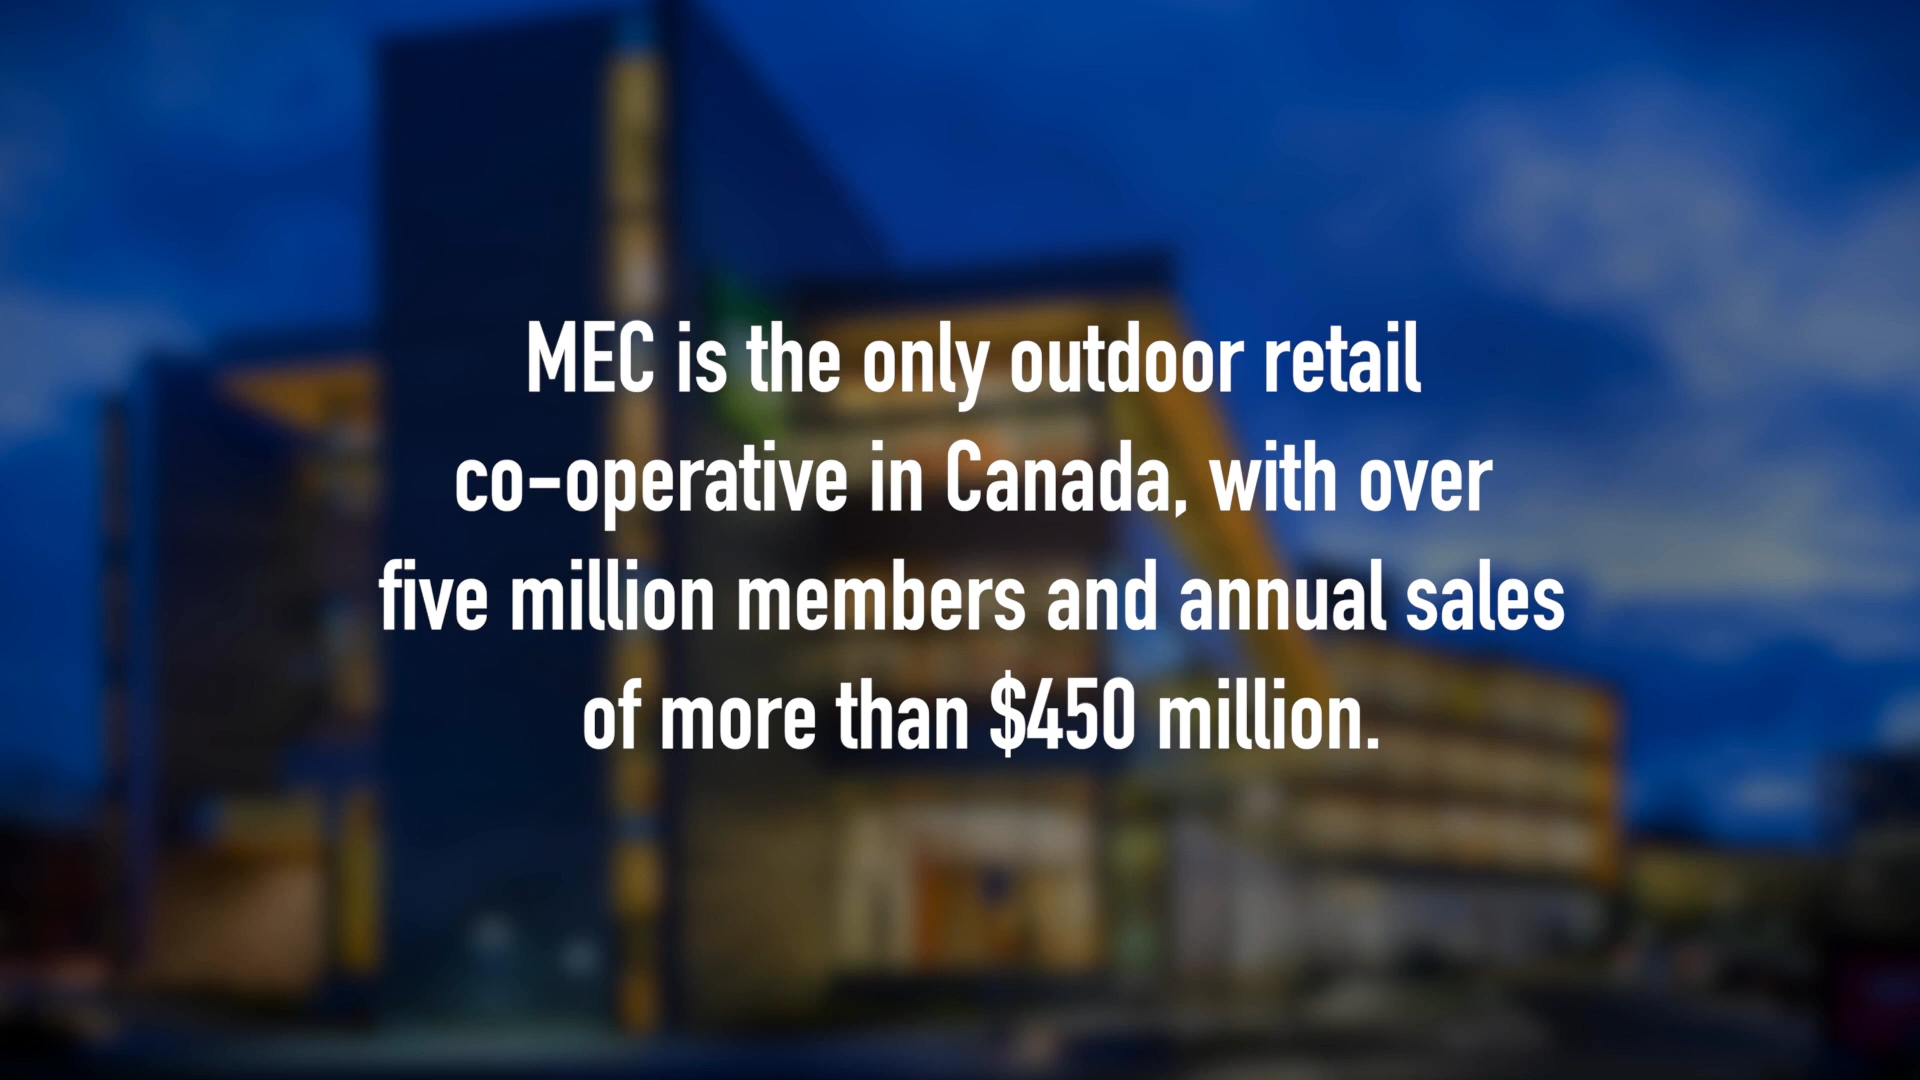 MEC is the only outdoor retail
co-operative in Canada, with over
five million members and annual sales
of more than $450 million.